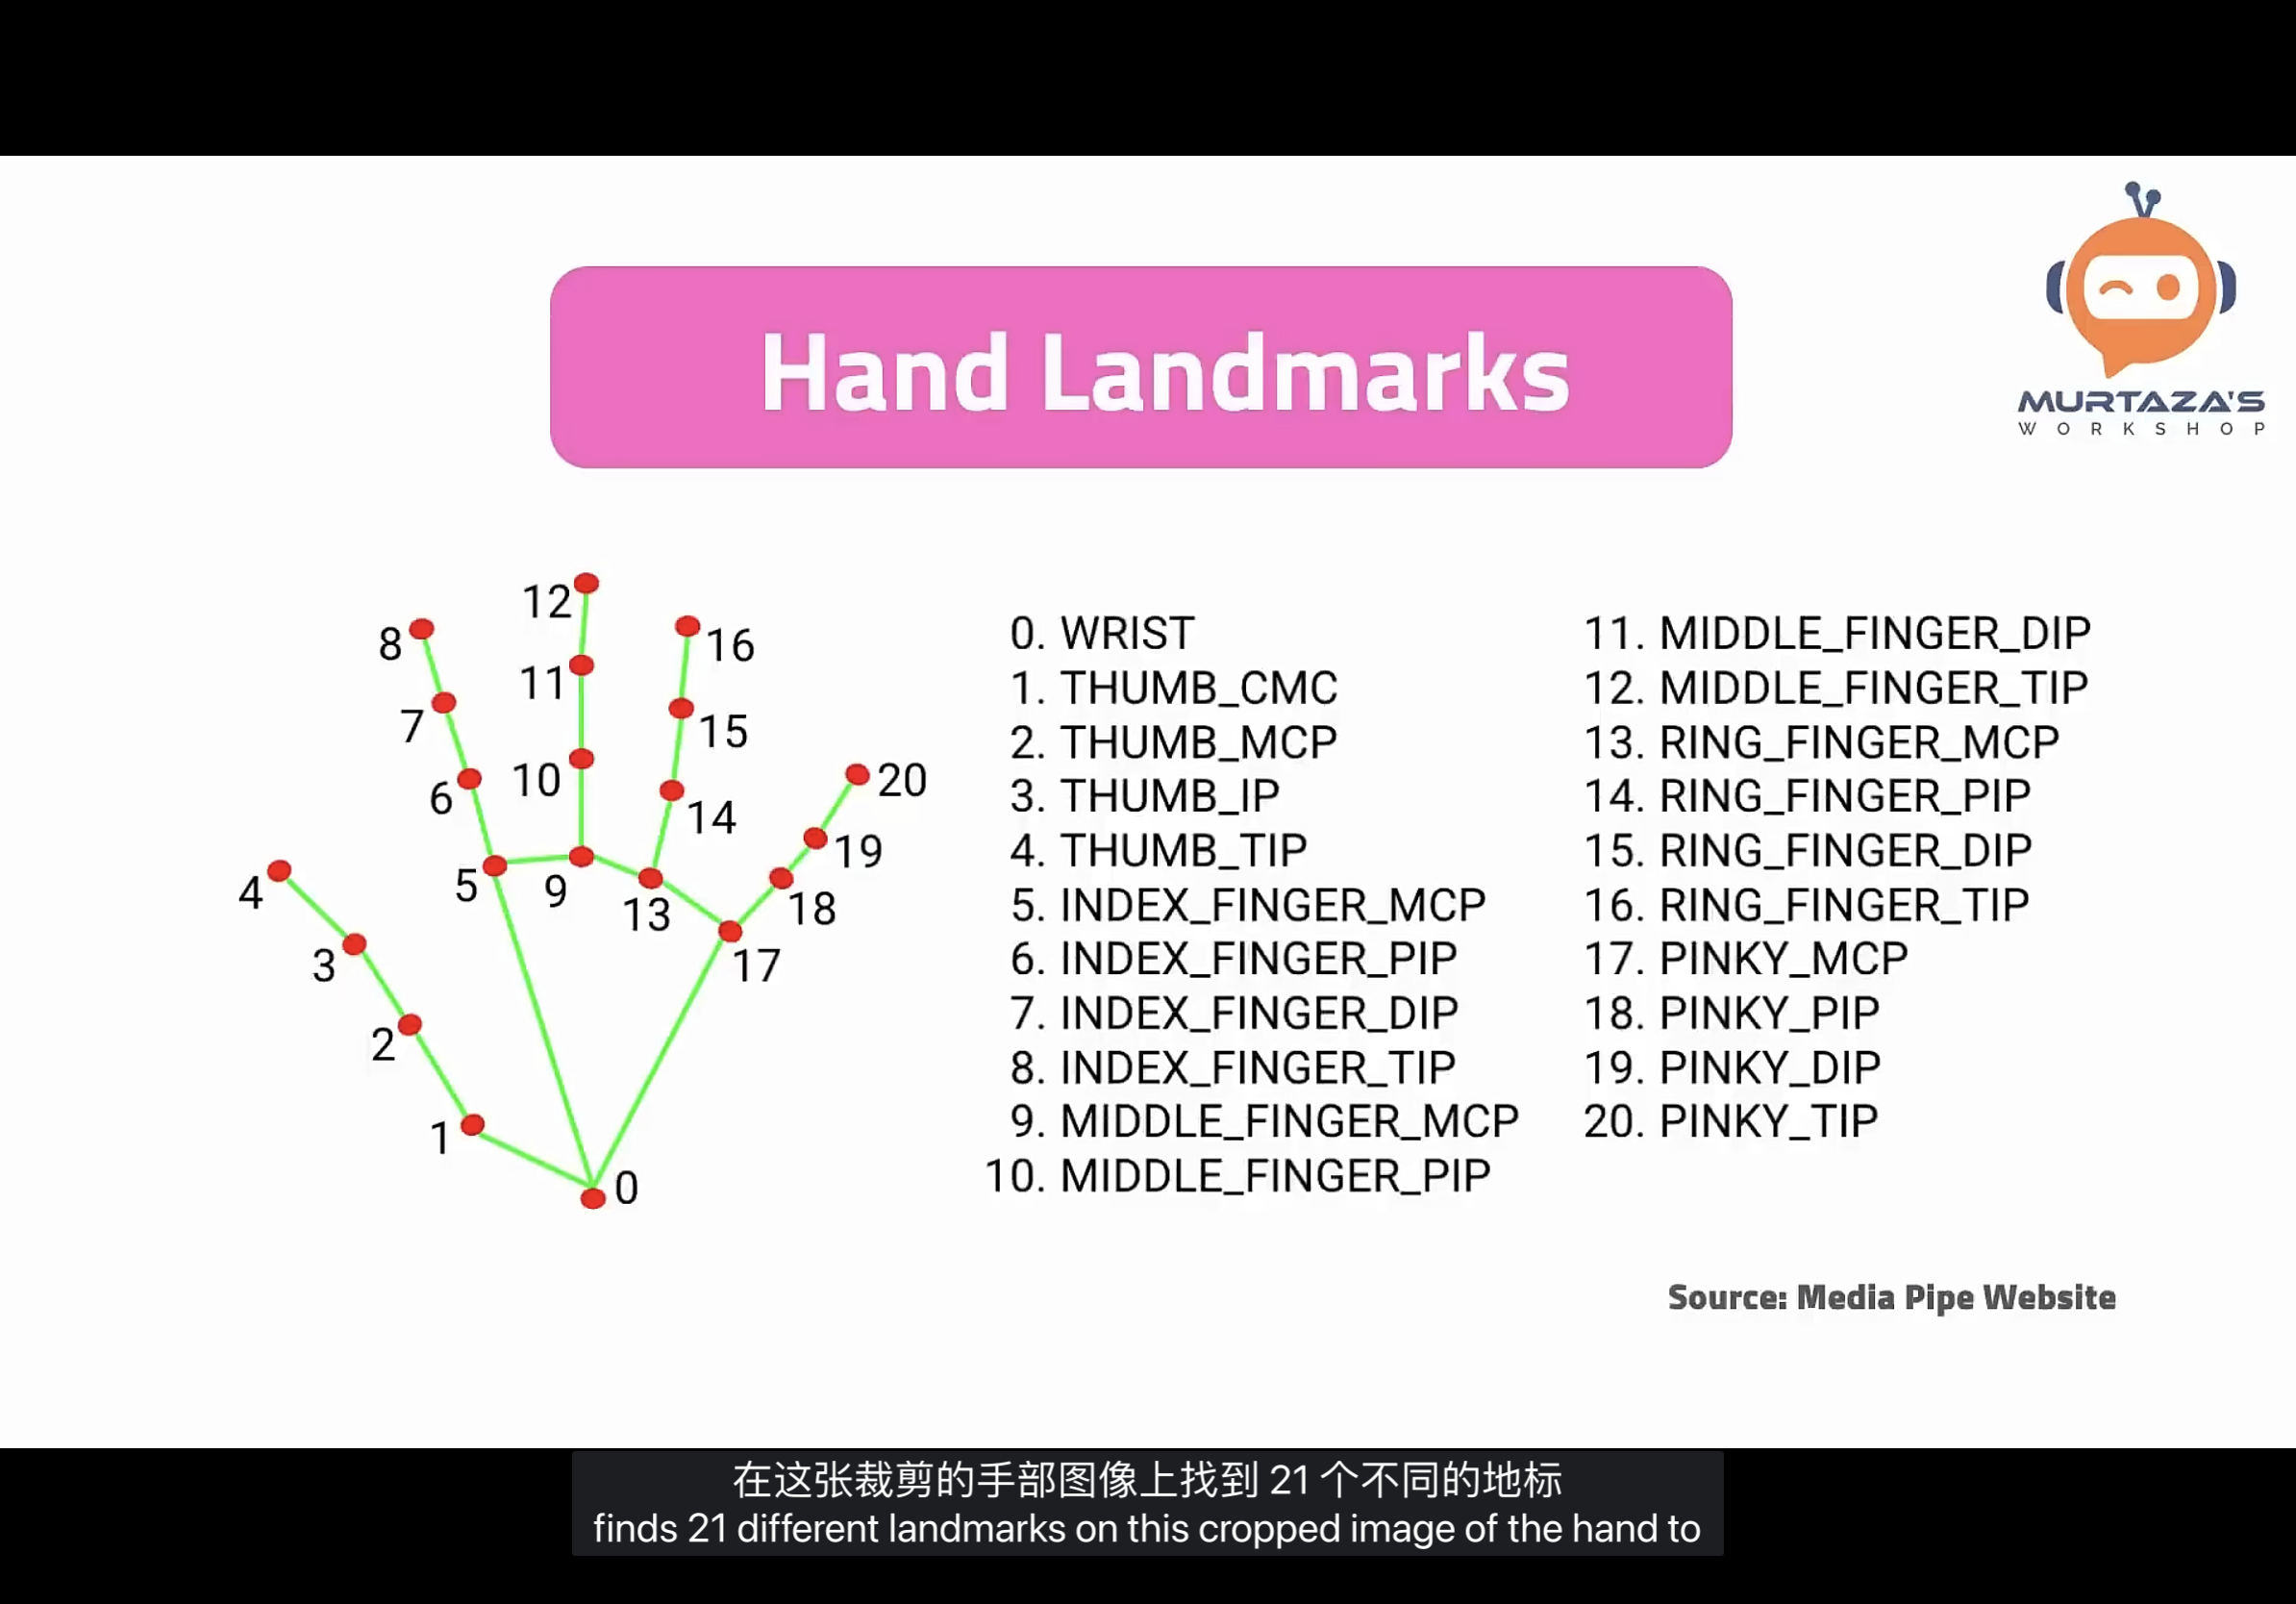 Hand Landmarks
MURTAZA'S
WORKSHOP
12
8
16
11
7
15
10
6
20
14
19
4
5
9
18
13
3
17
2
1
0
0. WRIST
1. THUMB_CMC
2. THUMB_MCP
3. THUMB_IP
4. THUMB_TIP
5. INDEX_FINGER_MCP
6. INDEX_FINGER_PIP
7. INDEX_FINGER_DIP
8. INDEX_FINGER_TIP
9. MIDDLE_FINGER_MCP
10. MIDDLE_FINGER_PIP
11. MIDDLE_FINGER_DIP
12. MIDDLE_FINGER_TIP
13. RING_FINGER_MCP
14. RING_FINGER_PIP
15. RING_FINGER_DIP
16. RING_FINGER_TIP
17. PINKY_MCP
18. PINKY_PIP
19. PINKY_DIP
20. PINKY_TIP
Source: Media Pipe Website
在这张裁剪的手部图像上找到 21 个不同的地标
finds 21 different landmarks on this cropped image of the hand to